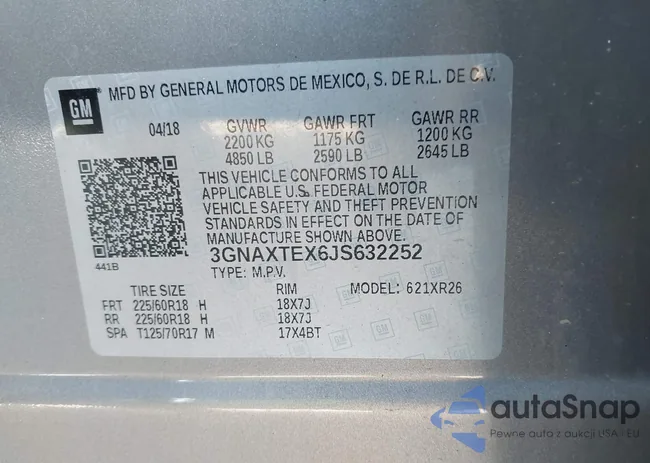 GM
MFD BY GENERAL MOTORS DE MEXICO, S. DE R.L. DE C.V.
04/18 GVWR GAWR FRT GAWR RR
2200 KG 1175 KG 1200 KG
4850 LB 2590 LB 2645 LB
THIS VEHICLE CONFORMS TO ALL
APPLICABLE U.S. FEDERAL MOTOR
VEHICLE SAFETY AND THEFT PREVENTION
STANDARDS IN EFFECT ON THE DATE OF
MANUFACTURE SHOWN ABOVE.
441B
3GNAXTEX6JS632252
TYPE: M.P.V.
TIRE SIZE RIM MODEL: 621XR26
FRT 225/60R18 H 18X7J
RR 225/60R18 H 18X7J
SPA T125/70R17 M 17X4BT
autaSnap
Pewne auta z aukcji USA i EU